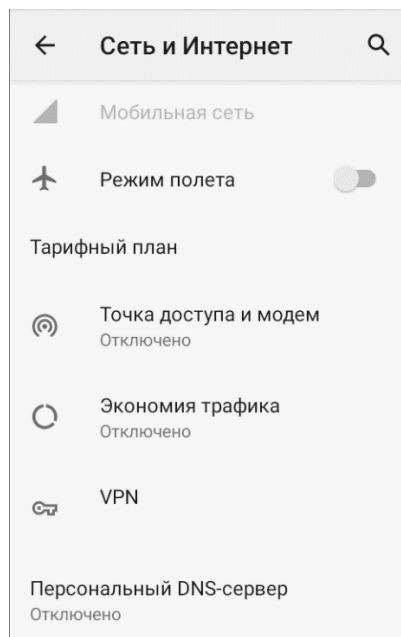 Сеть и Интернет
Мобильная сеть
Режим полета
Тарифный план
Точка доступа и модем
Отключено
Экономия трафика
Отключено
VPN
Персональный DNS-сервер
Отключено